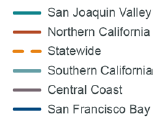 San Joaquin Valley
Northern California
Statewide
Southern California
Central Coast
San Francisco Bay